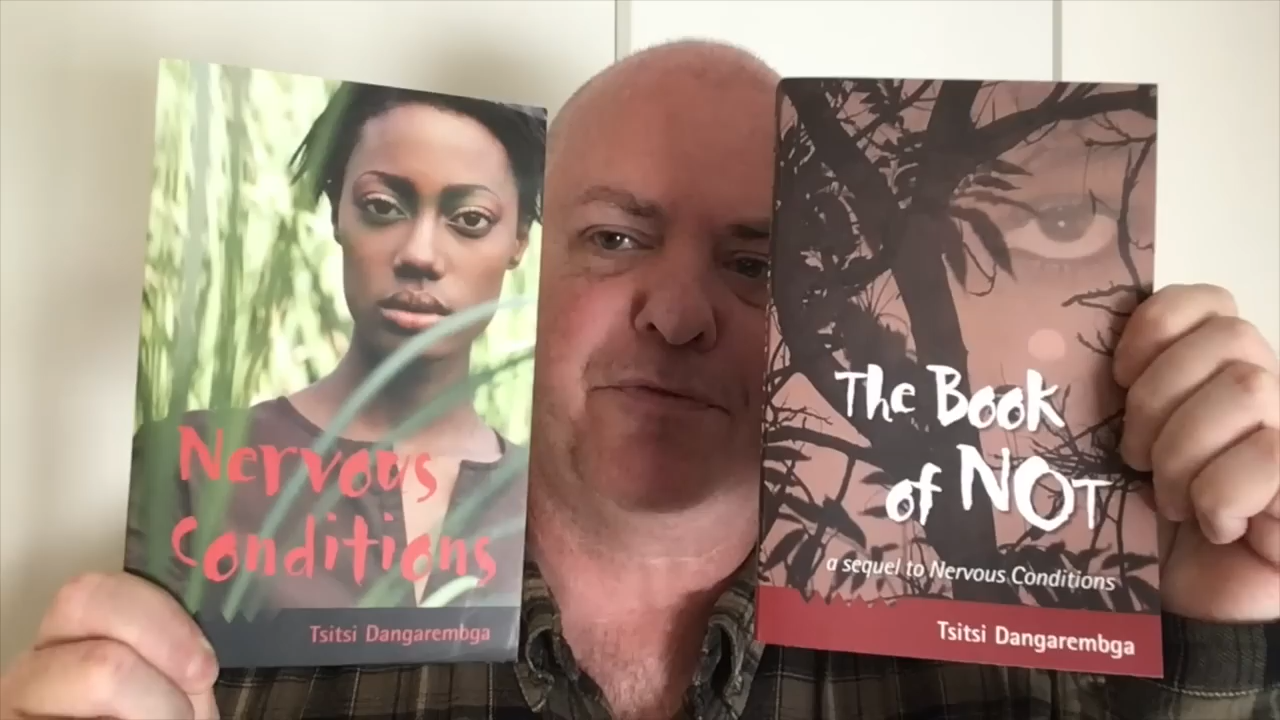 Nervous
Conditions
Tsitsi Dangarembga
The Book
of NOT
a sequel to Nervous Conditions
Tsitsi Dangarembga